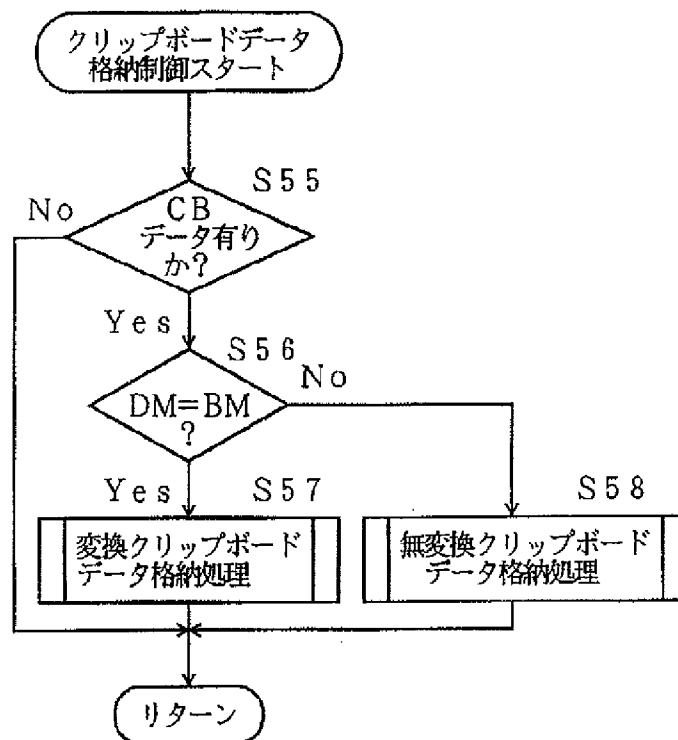 クリップボードデータ
格納制御スタート
S55
No
CB
データ有り
か?
Yes
S56
No
DM=BM
?
Yes
S57
S58
変換クリップボード
データ格納処理
無変換クリップボード
データ格納処理
リターン